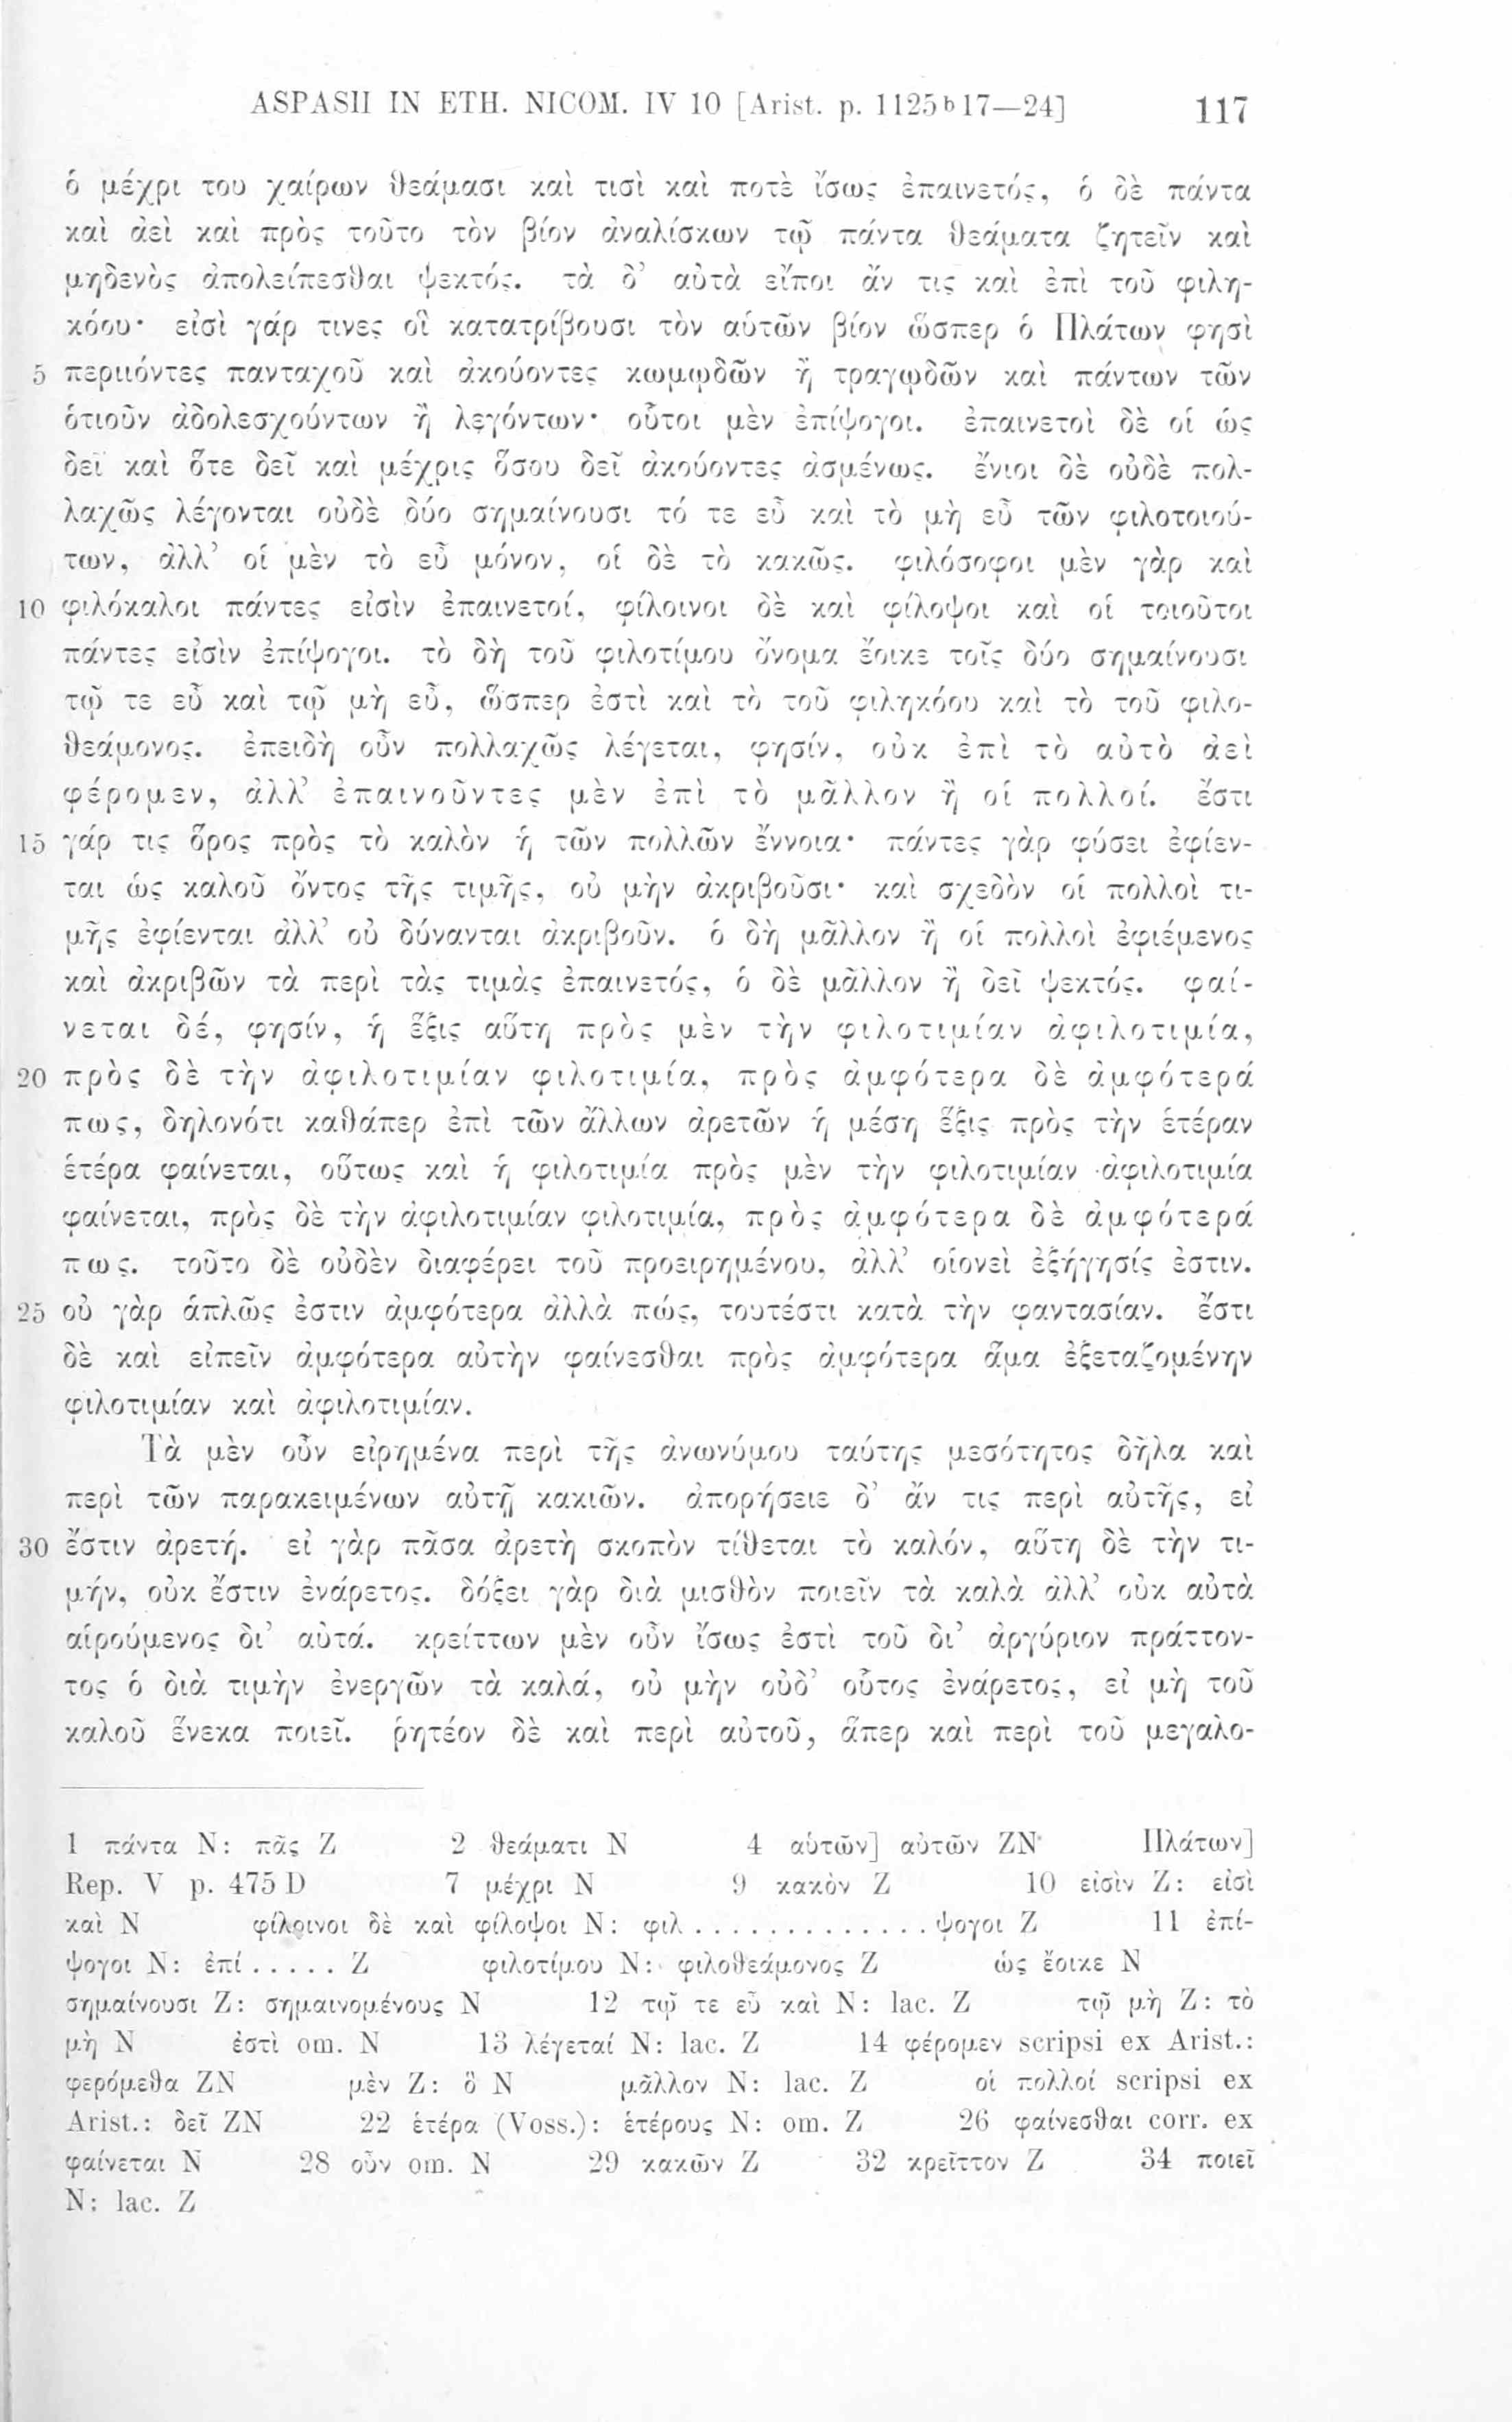 ASPASII IN ETH. NICOM. IV 10 [Arist. p. 1125ᵇ17—24] 117
ὁ μέχρι του χαίρων θεάμασι καὶ τισὶ καὶ ποτὲ ἴσως ἐπαινετός, ὁ δὲ πάντα
καὶ ἀεὶ καὶ πρὸς τοῦτο τὸν βίον ἀναλίσκων τῷ πάντα θεάματα ζητεῖν καὶ
μηδενὸς ἀπολείπεσθαι ψεκτός. τὰ δ’ αὐτὰ εἴποι ἄν τις καὶ ἐπὶ τοῦ φιλη-
κόου· εἰσὶ γάρ τινες οἳ κατατρίβουσι τὸν αὑτῶν βίον ὥσπερ ὁ Πλάτων φησὶ
5 περιιόντες πανταχοῦ καὶ ἀκούοντες κωμῳδῶν ἢ τραγῳδῶν καὶ πάντων τῶν
ὁτιοῦν ἀδολεσχούντων ἢ λεγόντων· οὗτοι μὲν ἐπίψογοι. ἐπαινετοὶ δὲ οἱ ὡς
δεῖ καὶ ὅτε δεῖ καὶ μέχρις ὅσου δεῖ ἀκούοντες ἀσμένως. ἔνιοι δὲ οὐδὲ πολ-
λαχῶς λέγονται οὐδὲ δύο σημαίνουσι τό τε εὖ καὶ τὸ μὴ εὖ τῶν φιλοτοιού-
των, ἀλλ’ οἱ μὲν τὸ εὖ μόνον, οἱ δὲ τὸ κακῶς. φιλόσοφοι μὲν γὰρ καὶ
10 φιλόκαλοι πάντες εἰσὶν ἐπαινετοί, φίλοινοι δὲ καὶ φίλοψοι καὶ οἱ τοιοῦτοι
πάντες εἰσὶν ἐπίψογοι. τὸ δὴ τοῦ φιλοτίμου ὄνομα ἔοικε τοῖς δύο σημαίνουσι
τῷ τε εὖ καὶ τῷ μὴ εὖ, ὥσπερ ἐστὶ καὶ τὸ τοῦ φιληκόου καὶ τὸ τοῦ φιλο-
θεάμονος. ἐπειδὴ οὖν πολλαχῶς λέγεται, φησίν, οὐκ ἐπὶ τὸ αὐτὸ ἀεὶ
φέρομεν, ἀλλ’ ἐπαινοῦντες μὲν ἐπὶ τὸ μᾶλλον ἢ οἱ πολλοί. ἔστι
15 γάρ τις ὅρος πρὸς τὸ καλὸν ἡ τῶν πολλῶν ἔννοια· πάντες γὰρ φύσει ἐφίεν-
ται ὡς καλοῦ ὄντος τῆς τιμῆς, οὐ μὴν ἀκριβοῦσι· καὶ σχεδὸν οἱ πολλοὶ τι-
μῆς ἐφίενται ἀλλ’ οὐ δύνανται ἀκριβοῦν. ὁ δὴ μᾶλλον ἢ οἱ πολλοὶ ἐφιέμενος
καὶ ἀκριβῶν τὰ περὶ τὰς τιμὰς ἐπαινετός, ὁ δὲ μᾶλλον ἢ δεῖ ψεκτός. φαί-
νεται δέ, φησίν, ἡ ἕξις αὕτη πρὸς μὲν τὴν φιλοτιμίαν ἀφιλοτιμία,
20 πρὸς δὲ τὴν ἀφιλοτιμίαν φιλοτιμία, πρὸς ἀμφότερα δὲ ἀμφότερά
πως, δηλονότι καθάπερ ἐπὶ τῶν ἄλλων ἀρετῶν ἡ μέση ἕξις πρὸς τὴν ἑτέραν
ἑτέρα φαίνεται, οὕτως καὶ ἡ φιλοτιμία πρὸς μὲν τὴν φιλοτιμίαν ἀφιλοτιμία
φαίνεται, πρὸς δὲ τὴν ἀφιλοτιμίαν φιλοτιμία, πρὸς ἀμφότερα δὲ ἀμφότερά
πως. τοῦτο δὲ οὐδὲν διαφέρει τοῦ προειρημένου, ἀλλ’ οἱονεὶ ἐξήγησίς ἐστιν.
25 οὐ γὰρ ἁπλῶς ἐστιν ἀμφότερα ἀλλὰ πώς, τουτέστι κατὰ τὴν φαντασίαν. ἔστι
δὲ καὶ εἰπεῖν ἀμφότερα αὐτὴν φαίνεσθαι πρὸς ἀμφότερα ἅμα ἐξεταζομένην
φιλοτιμίαν καὶ ἀφιλοτιμίαν.
Τὰ μὲν οὖν εἰρημένα περὶ τῆς ἀνωνύμου ταύτης μεσότητος δῆλα καὶ
περὶ τῶν παρακειμένων αὐτῇ κακιῶν. ἀπορήσειε δ’ ἄν τις περὶ αὐτῆς, εἰ
30 ἔστιν ἀρετή. εἰ γὰρ πᾶσα ἀρετὴ σκοπὸν τίθεται τὸ καλόν, αὕτη δὲ τὴν τι-
μήν, οὐκ ἔστιν ἐνάρετος. δόξει γὰρ διὰ μισθὸν ποιεῖν τὰ καλὰ ἀλλ’ οὐκ αὐτὰ
αἱρούμενος δι’ αὑτά. κρείττων μὲν οὖν ἴσως ἐστὶ τοῦ δι’ ἀργύριον πράττον-
τος ὁ διὰ τιμὴν ἐνεργῶν τὰ καλά, οὐ μὴν οὐδ’ οὗτος ἐνάρετος, εἰ μὴ τοῦ
καλοῦ ἕνεκα ποιεῖ. ῥητέον δὲ καὶ περὶ αὐτοῦ, ἅπερ καὶ περὶ τοῦ μεγαλο-
1 πάντα N: πᾶς Z 2 θεάματι N 4 αὑτῶν] αὐτῶν ZN Πλάτων]
Rep. V p. 475 D 7 μέχρι N 9 κακὸν Z 10 εἰσὶν Z: εἰσὶ
καὶ N φίλοινοι δὲ καὶ φίλοψοι N: φιλ . . . . . . . . . . . . . . ψογοι Z 11 ἐπί-
ψογοι N: ἐπί . . . . . Z φιλοτίμου N: φιλοθεάμονος Z ὡς ἔοικε N
σημαίνουσι Z: σημαινομένους N 12 τῷ τε εὖ καὶ N: lac. Z τῷ μὴ Z: τὸ
μὴ N ἐστὶ om. N 13 λέγεταί N: lac. Z 14 φέρομεν scripsi ex Arist.:
φερόμεθα ZN μὲν Z: ὃ N μᾶλλον N: lac. Z οἱ πολλοί scripsi ex
Arist.: δεῖ ZN 22 ἑτέρα (Voss.): ἑτέρους N: om. Z 26 φαίνεσθαι corr. ex
φαίνεται N 28 οὖν om. N 29 κακῶν Z 32 κρεῖττον Z 34 ποιεῖ
N: lac. Z